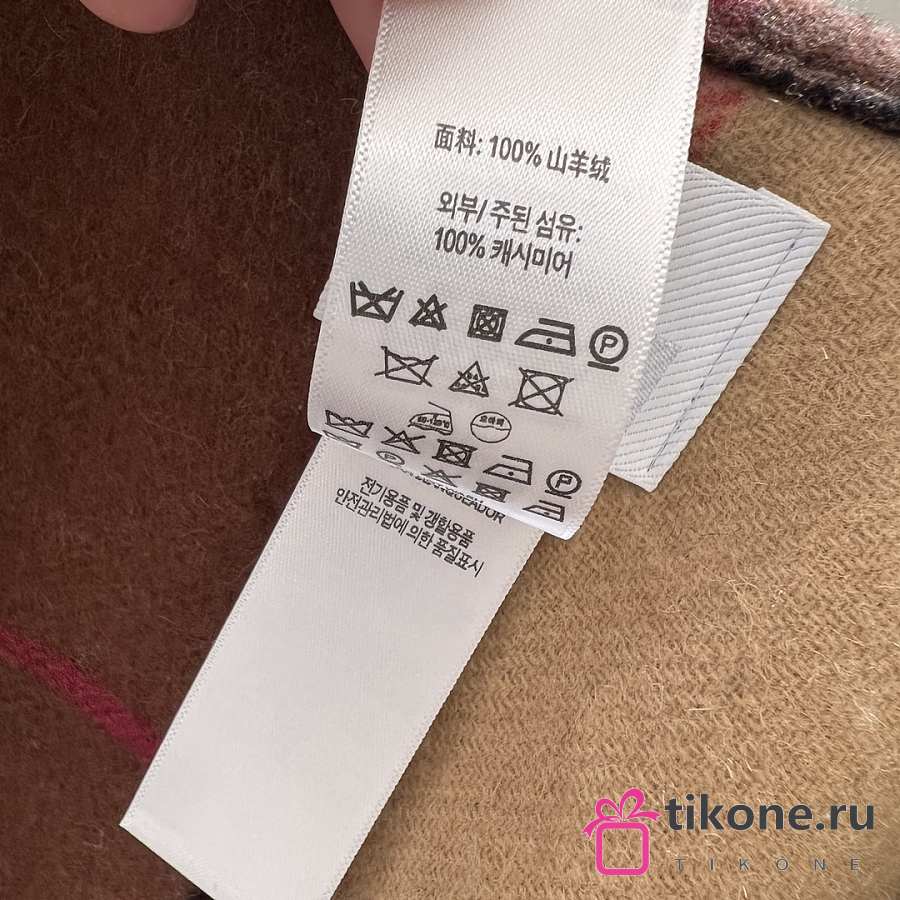 面料: 100% 山羊绒
외부/ 주된 섬유:
100% 캐시미어
P
P
QUEADOR
전기용품 및 생활용품
안전관리법에 의한 품질표시
tikone.ru
TIKONE